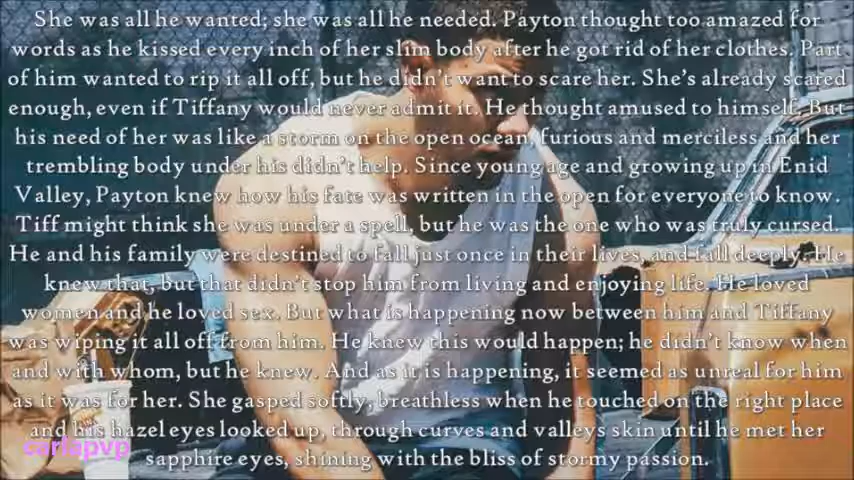 She was all he wanted; she was all he needed. Payton thought too amazed for
words as he kissed every inch of her slim body after he got rid of her clothes. Part
of him wanted to rip it all off, but he didn't want to scare her. She's already scared
enough, even if Tiffany would never admit it. He thought amused to himself. But
his need of her was like a storm on the open ocean, furious and merciless and her
trembling body under his didn't help. Since young age and growing up in Enid
Valley, Payton knew how his fate was written in the open for everyone to know.
Tiff might think she was under a spell, but he was the one who was truly cursed.
He and his family were destined to fall just once in their lives, and fall deeply. He
knew that, but that didn't stop him from living and enjoying life. He loved
women and he loved sex. But what is happening now between him and Tiffany
was wiping it all off from him. He knew this would happen; he didn't know when
and with whom, but he knew. And as it is happening, it seemed as unreal for him
as it was for her. She gasped softly, breathless when he touched on the right place
and his hazel eyes looked up, through curves and valleys skin until he met her
carlapvp
sapphire eyes, shining with the bliss of stormy passion.